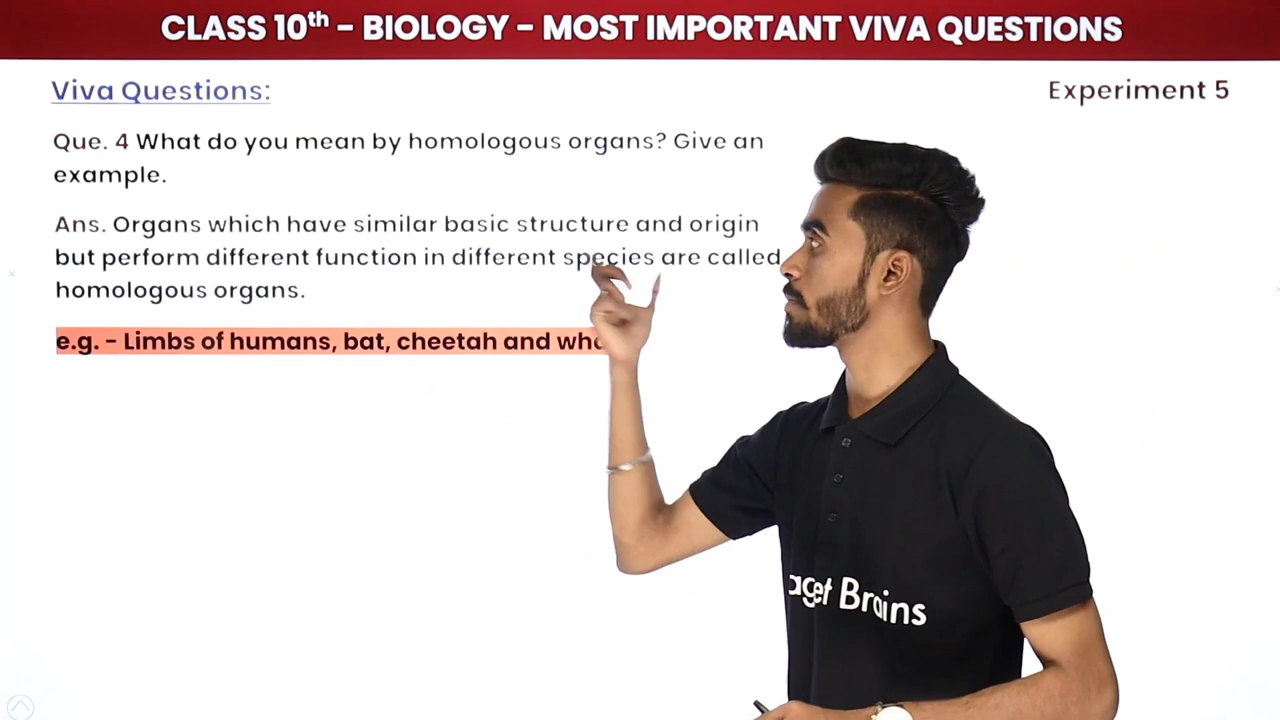 CLASS 10th - BIOLOGY - MOST IMPORTANT VIVA QUESTIONS
Viva Questions:
Experiment 5
Que. 4 What do you mean by homologous organs? Give an
example.
Ans. Organs which have similar basic structure and origin
but perform different function in different species are called
homologous organs.
e.g. - Limbs of humans, bat, cheetah and
Brains